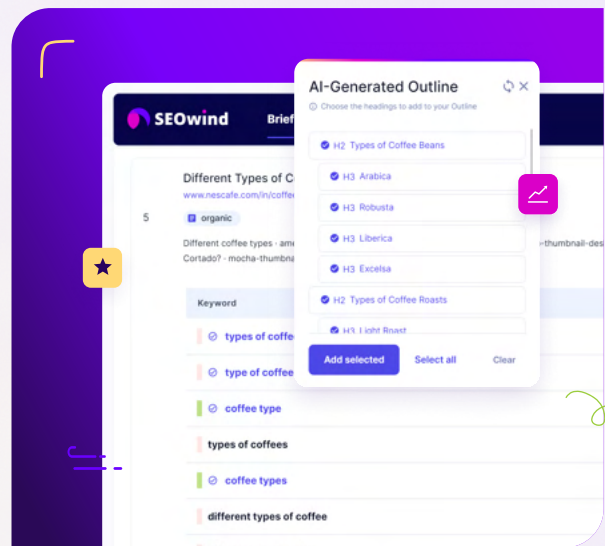 SEOwind
Brief
Different Types of C
www.nescafe.com/in/coffe
5
organic
Different coffee types - ame
-thumbnail-des
Cortado? - mocha-thumbna
Keyword
types of coffe
type of coffee
coffee type
types of coffees
coffee types
different types of coffee
AI-Generated Outline
Choose the headings to add to your Outline
H2 Types of Coffee Beans
H3 Arabica
H3 Robusta
H3 Liberica
H3 Excelsa
H2 Types of Coffee Roasts
H3 Light Roast
Add selected
Select all
Clear